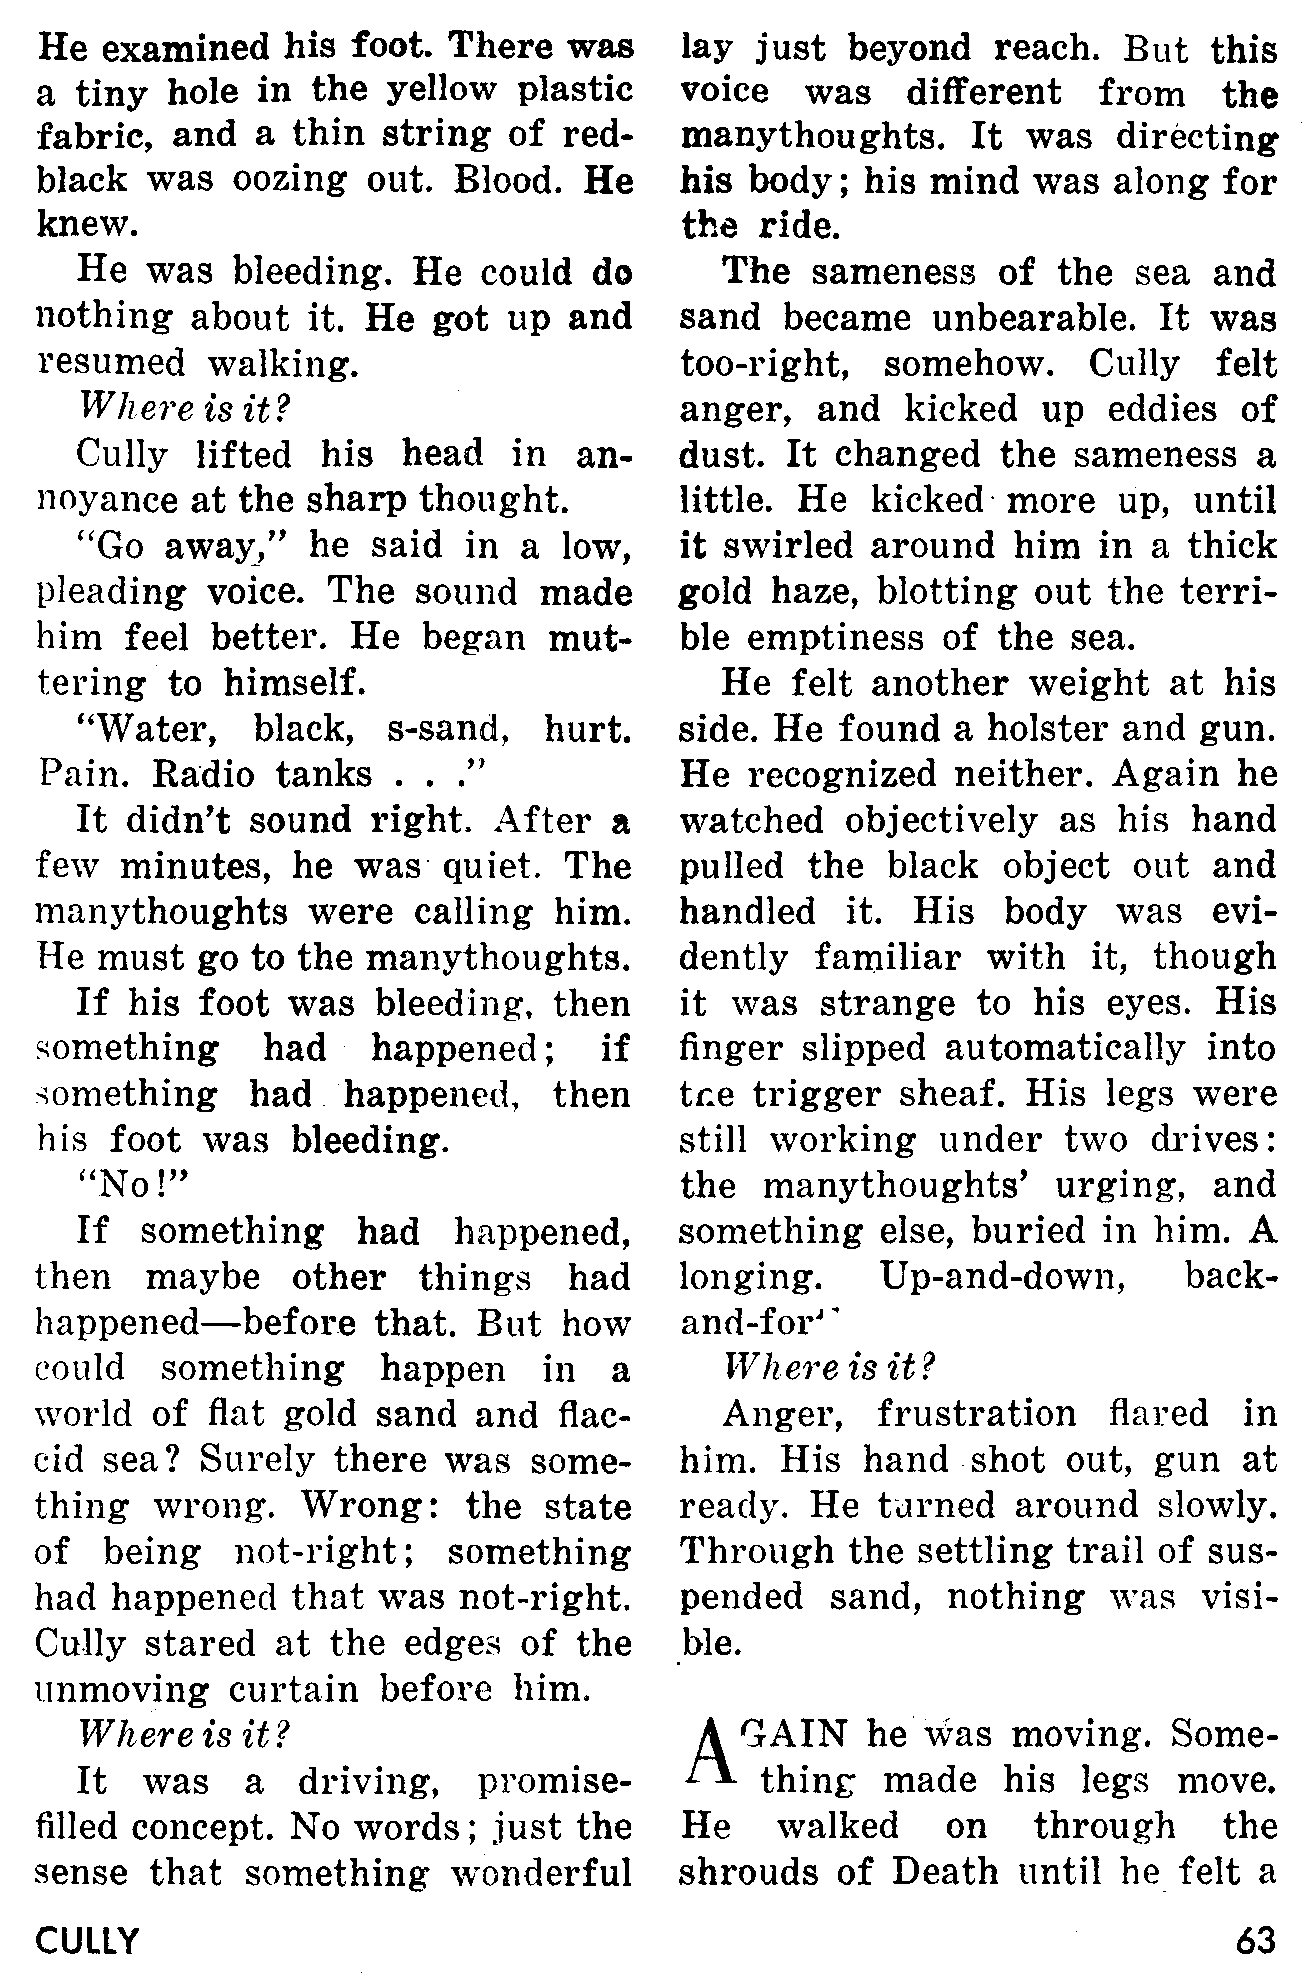 He examined his foot. There was
a tiny hole in the yellow plastic
fabric, and a thin string of red-
black was oozing out. Blood. He
knew.
He was bleeding. He could do
nothing about it. He got up and
resumed walking.
Where is it?
Cully lifted his head in an-
noyance at the sharp thought.
“Go away,” he said in a low,
pleading voice. The sound made
him feel better. He began mut-
tering to himself.
“Water, black, s-sand, hurt.
Pain. Radio tanks . . .”
It didn't sound right. After a
few minutes, he was quiet. The
manythoughts were calling him.
He must go to the manythoughts.
If his foot was bleeding, then
something had happened; if
something had happened, then
his foot was bleeding.
“No!”
If something had happened,
then maybe other things had
happened—before that. But how
could something happen in a
world of flat gold sand and flac-
cid sea? Surely there was some-
thing wrong. Wrong: the state
of being not-right; something
had happened that was not-right.
Cully stared at the edges of the
unmoving curtain before him.
Where is it?
It was a driving, promise-
filled concept. No words; just the
sense that something wonderful
lay just beyond reach. But this
voice was different from the
manythoughts. It was directing
his body; his mind was along for
the ride.
The sameness of the sea and
sand became unbearable. It was
too-right, somehow. Cully felt
anger, and kicked up eddies of
dust. It changed the sameness a
little. He kicked more up, until
it swirled around him in a thick
gold haze, blotting out the terri-
ble emptiness of the sea.
He felt another weight at his
side. He found a holster and gun.
He recognized neither. Again he
watched objectively as his hand
pulled the black object out and
handled it. His body was evi-
dently familiar with it, though
it was strange to his eyes. His
finger slipped automatically into
the trigger sheaf. His legs were
still working under two drives:
the manythoughts' urging, and
something else, buried in him. A
longing. Up-and-down, back-
Where is it?
Anger, frustration flared in
him. His hand shot out, gun at
ready. He turned around slowly.
Through the settling trail of sus-
pended sand, nothing was visi-
ble.
AGAIN he was moving. Some-
thing made his legs move.
He walked on through the
shrouds of Death until he felt a
CULLY
63